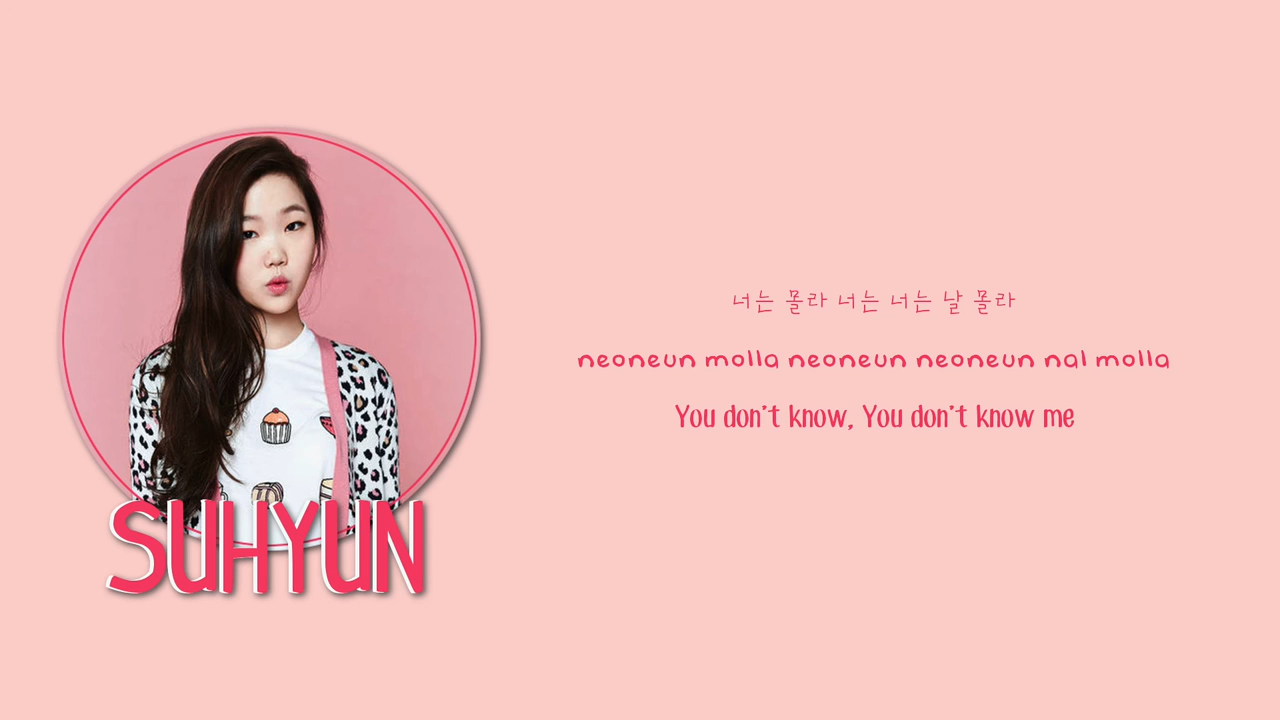 너는 몰라 너는 너는 날 몰라
neoneun molla neoneun neoneun nal molla
You don't know, You don't know me
SUHYUN